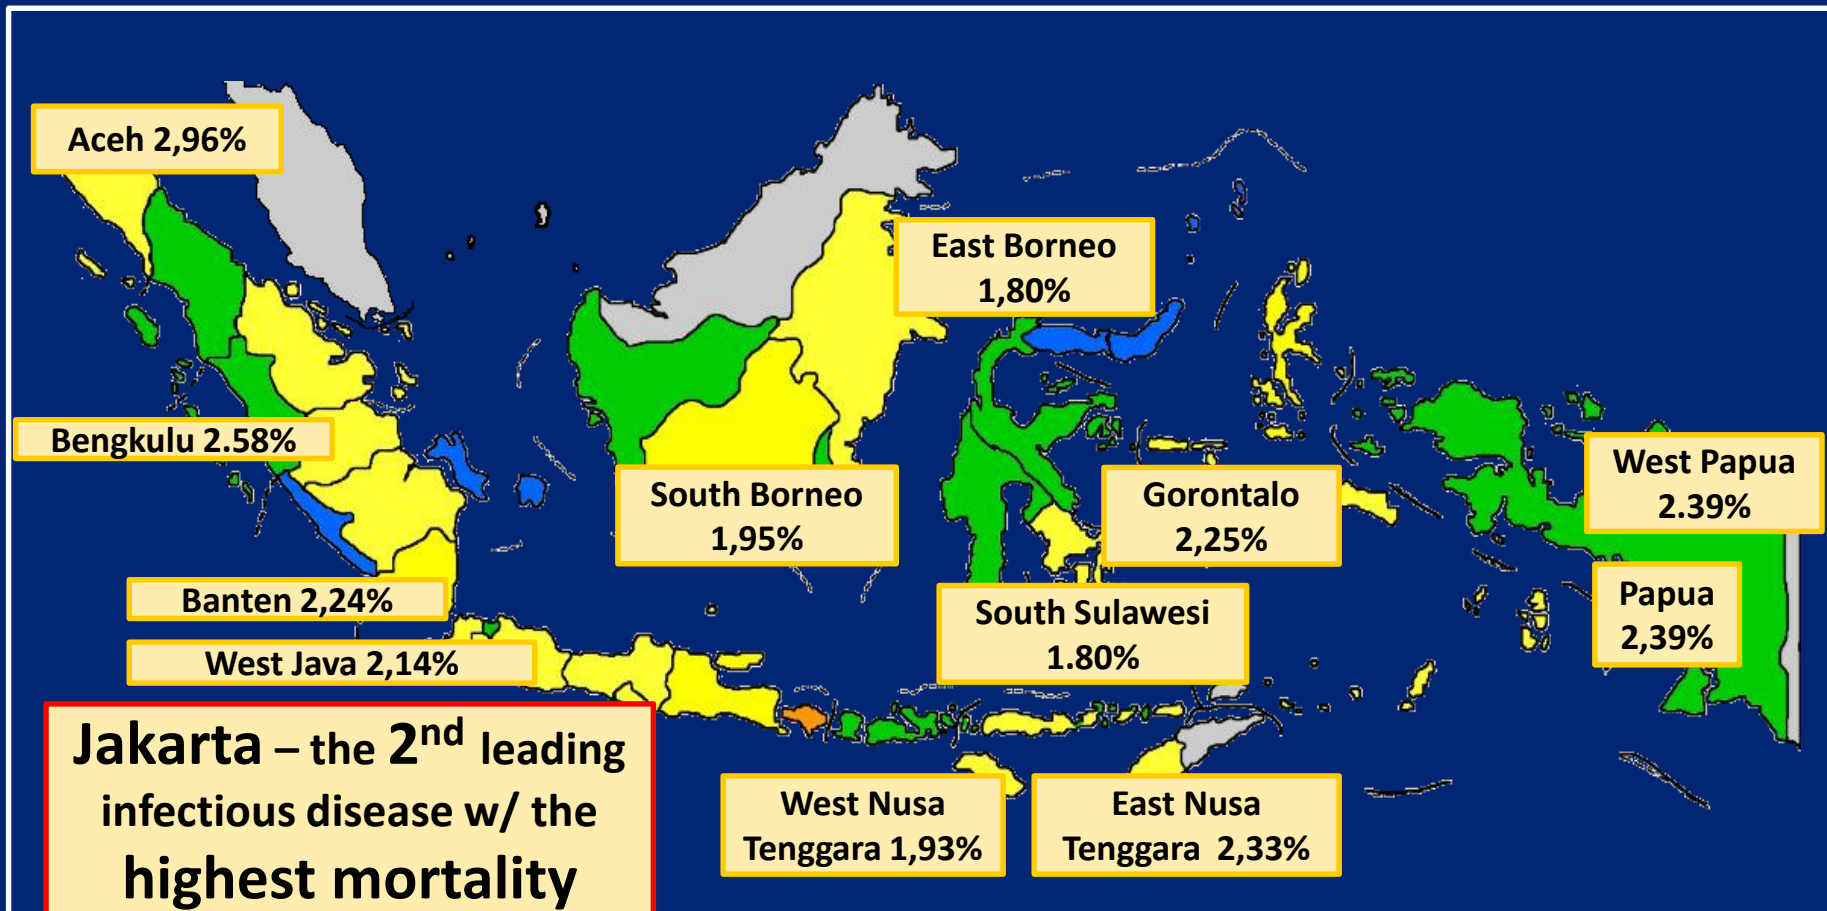 Aceh 2,96%
East Borneo
1,80%
Bengkulu 2.58%
South Borneo
1,95%
Gorontalo
2,25%
West Papua
2.39%
Banten 2,24%
South Sulawesi
1.80%
Papua
2,39%
West Java 2,14%
Jakarta – the 2nd leading
infectious disease w/ the
highest mortality
West Nusa
Tenggara 1,93%
East Nusa
Tenggara 2,33%